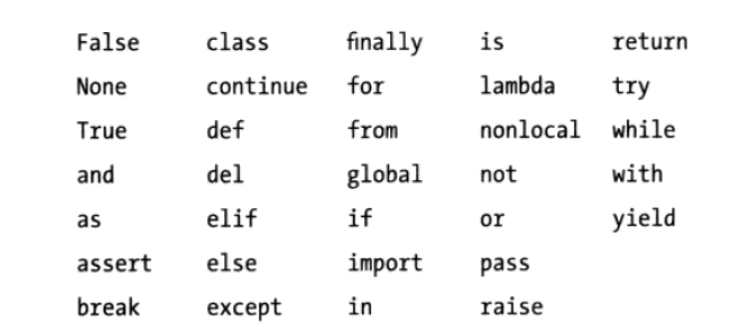 False class finally is return
None continue for lambda try
True def from nonlocal while
and del global not with
as elif if or yield
assert else import pass
break except in raise